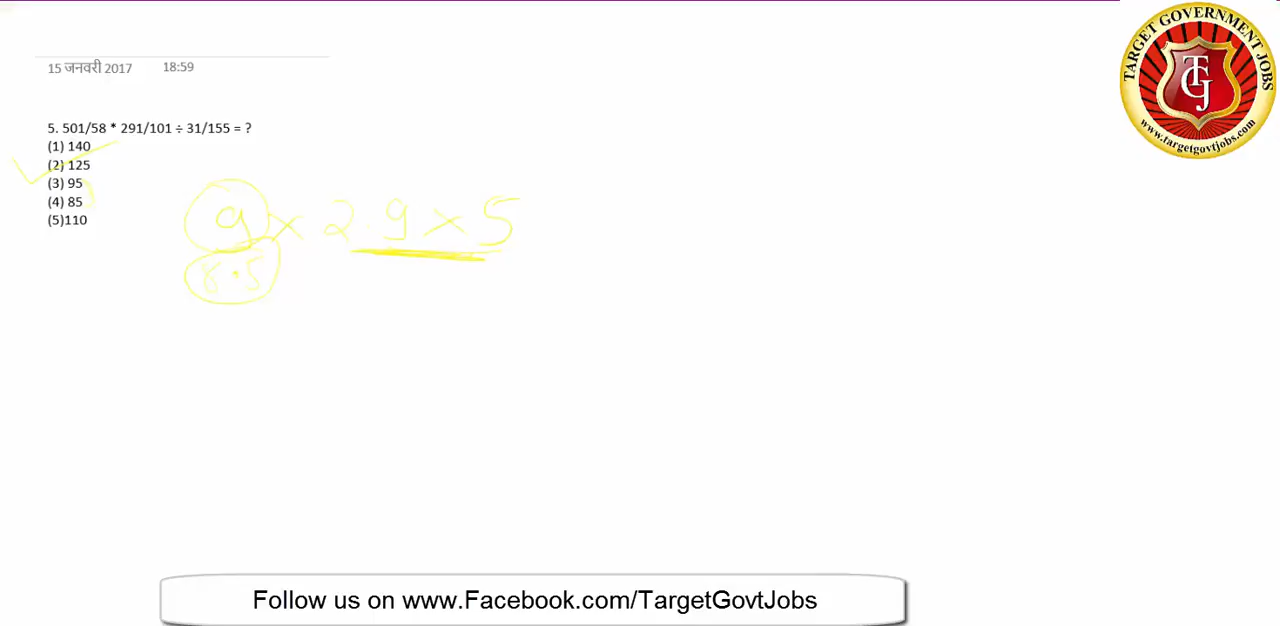 15 जनवरी 2017 18:59
5. 501/58 * 291/101 ÷ 31/155 = ?
(1) 140
(2) 125
(3) 95
(4) 85
(5)110
9 × 2.9 × 5
8.5
TARGET GOVERNMENT JOBS
TGJ
www.targetgovtjobs.com
Follow us on www.Facebook.com/TargetGovtJobs